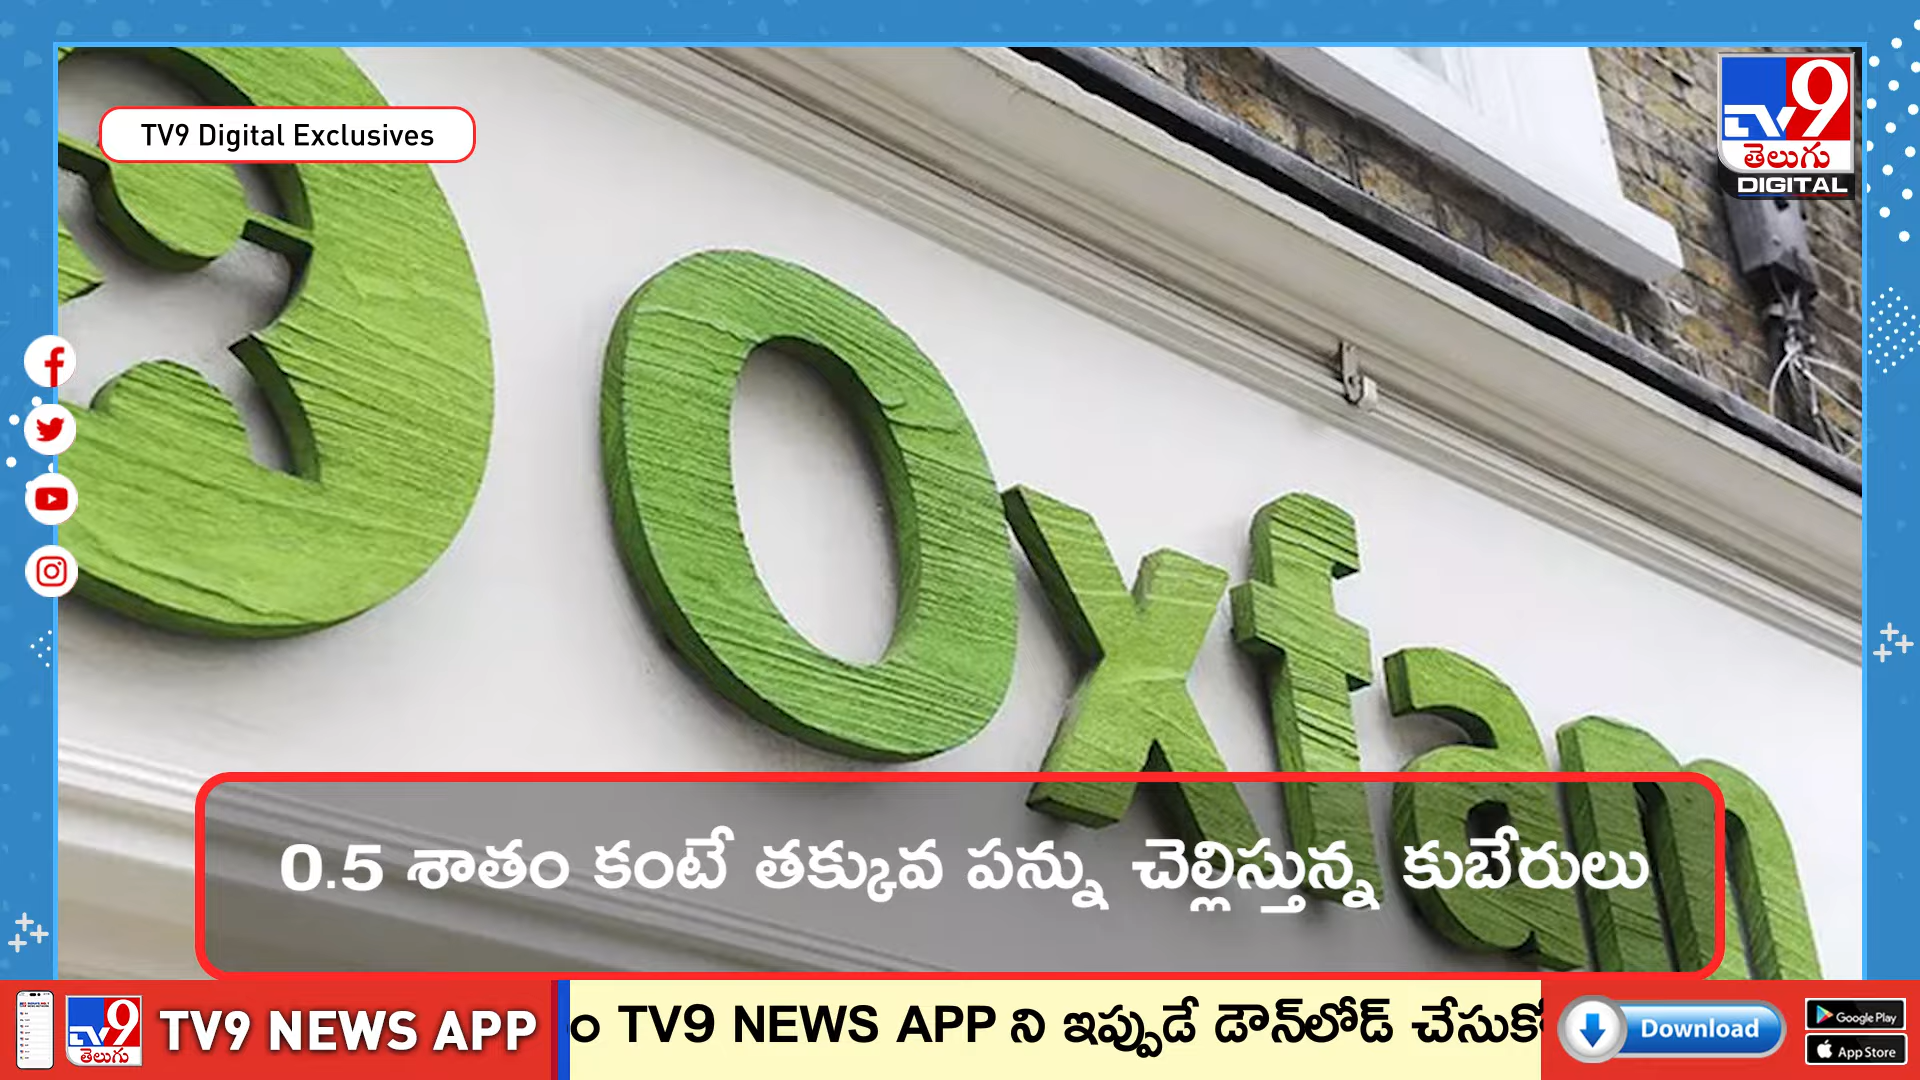 TV9 Digital Exclusives
TV9
తెలుగు
DIGITAL
Oxfam
0.5 శాతం కంటే తక్కువ పన్ను చెల్లిస్తున్న కుబేరులు
TV9
తెలుగు
TV9 NEWS APP
TV9 NEWS APP ని ఇప్పుడే డౌన్‌లోడ్ చేసుకో
Download
Google Play
App Store